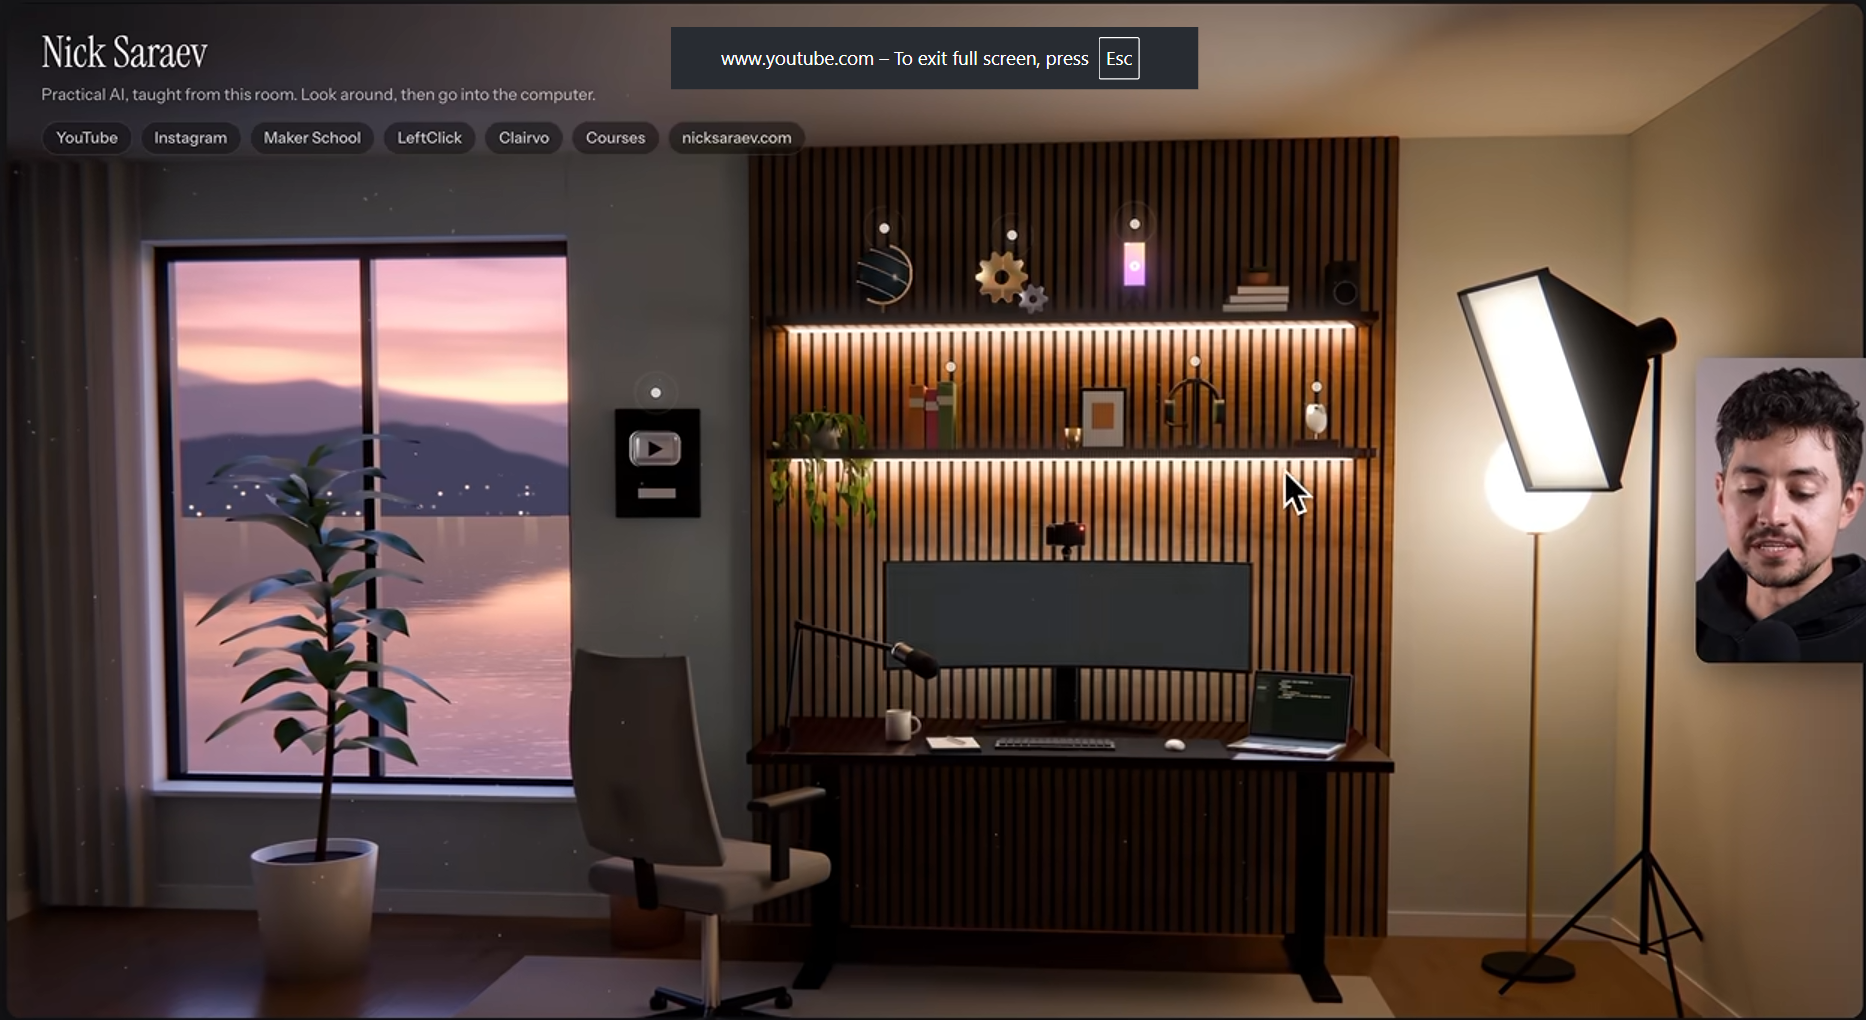 Nick Saraev
www.youtube.com – To exit full screen, press Esc
Practical AI, taught from this room. Look around, then go into the computer.
YouTube Instagram Maker School LeftClick Clairvo Courses nicksaraev.com